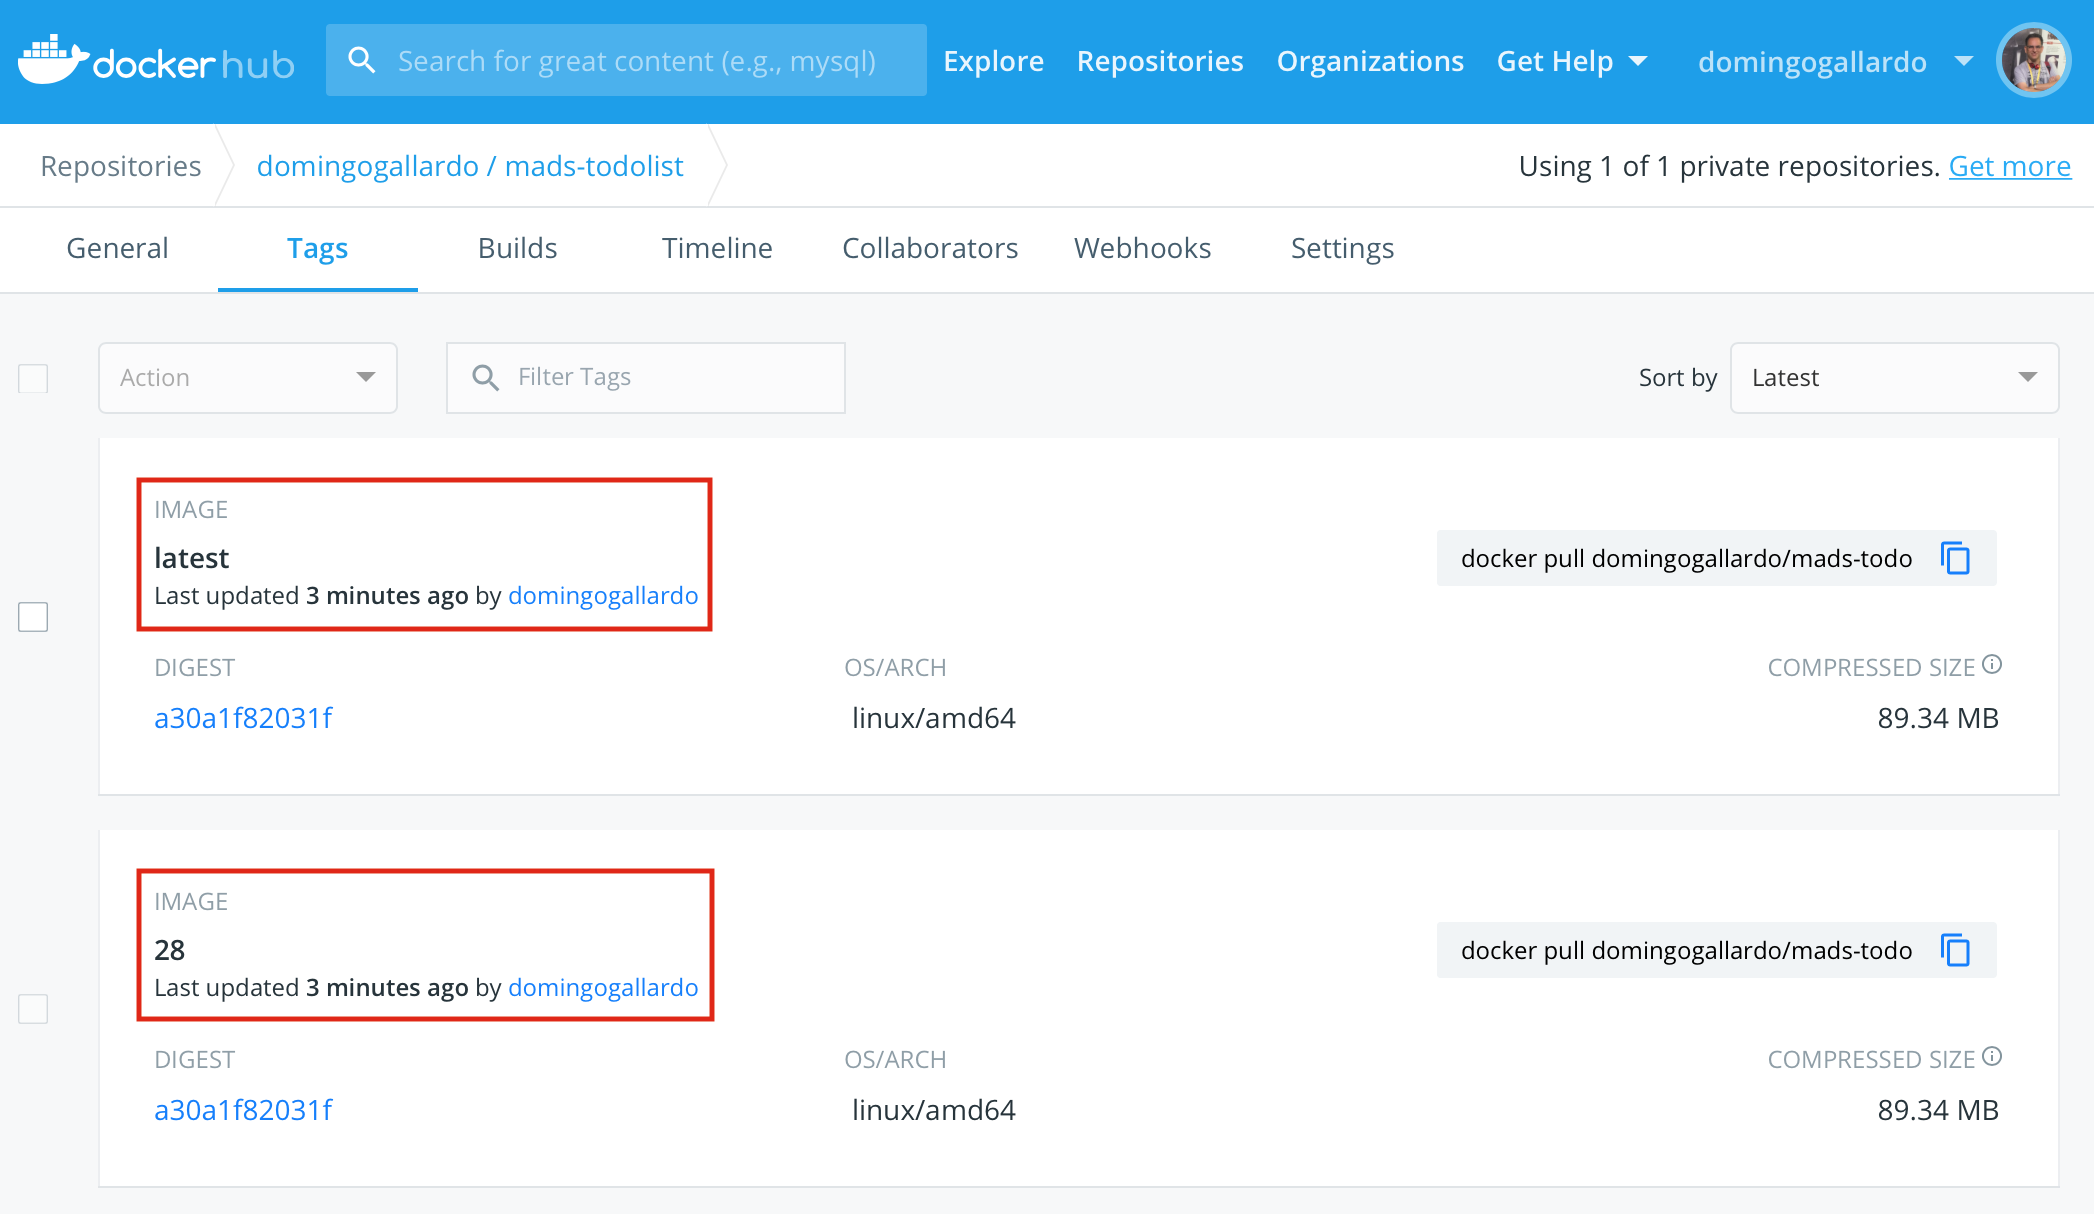 docker hub
Search for great content (e.g., mysql)
Explore
Repositories
Organizations
Get Help
domingogallardo
Repositories
domingogallardo / mads-todolist
Using 1 of 1 private repositories. Get more
General
Tags
Builds
Timeline
Collaborators
Webhooks
Settings
Action
Filter Tags
Sort by
Latest
IMAGE
latest
Last updated 3 minutes ago by domingogallardo
docker pull domingogallardo/mads-todo
DIGEST
OS/ARCH
COMPRESSED SIZE
a30a1f82031f
linux/amd64
89.34 MB
IMAGE
28
Last updated 3 minutes ago by domingogallardo
docker pull domingogallardo/mads-todo
DIGEST
OS/ARCH
COMPRESSED SIZE
a30a1f82031f
linux/amd64
89.34 MB